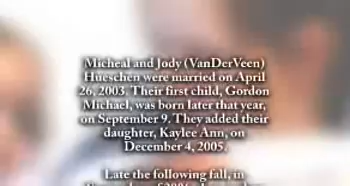 Micheal and Jody (VanDerVeen)
Hueschen were married on April
26, 2003. Their first child, Gordon
Michael, was born later that year,
on September 9. They added their
daughter, Kaylee Ann, on
December 4, 2005.
Late the following fall, in